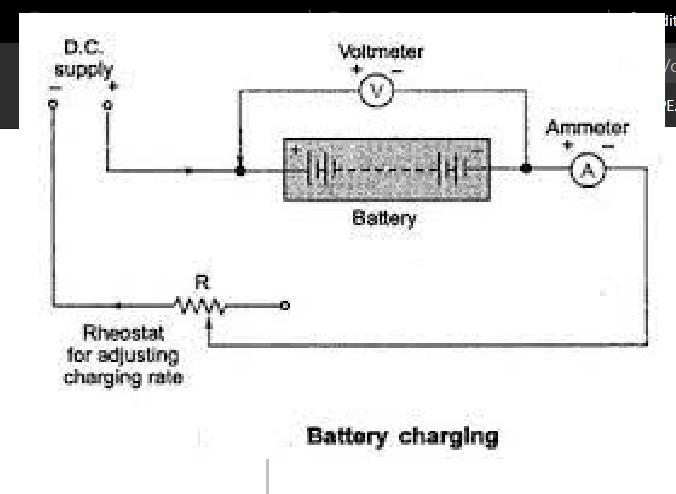 D.C.
supply
Voltmeter
+ −
− +
V
Ammeter
+ −
+ −
A
Battery
R
Rheostat
for adjusting
charging rate
Battery charging